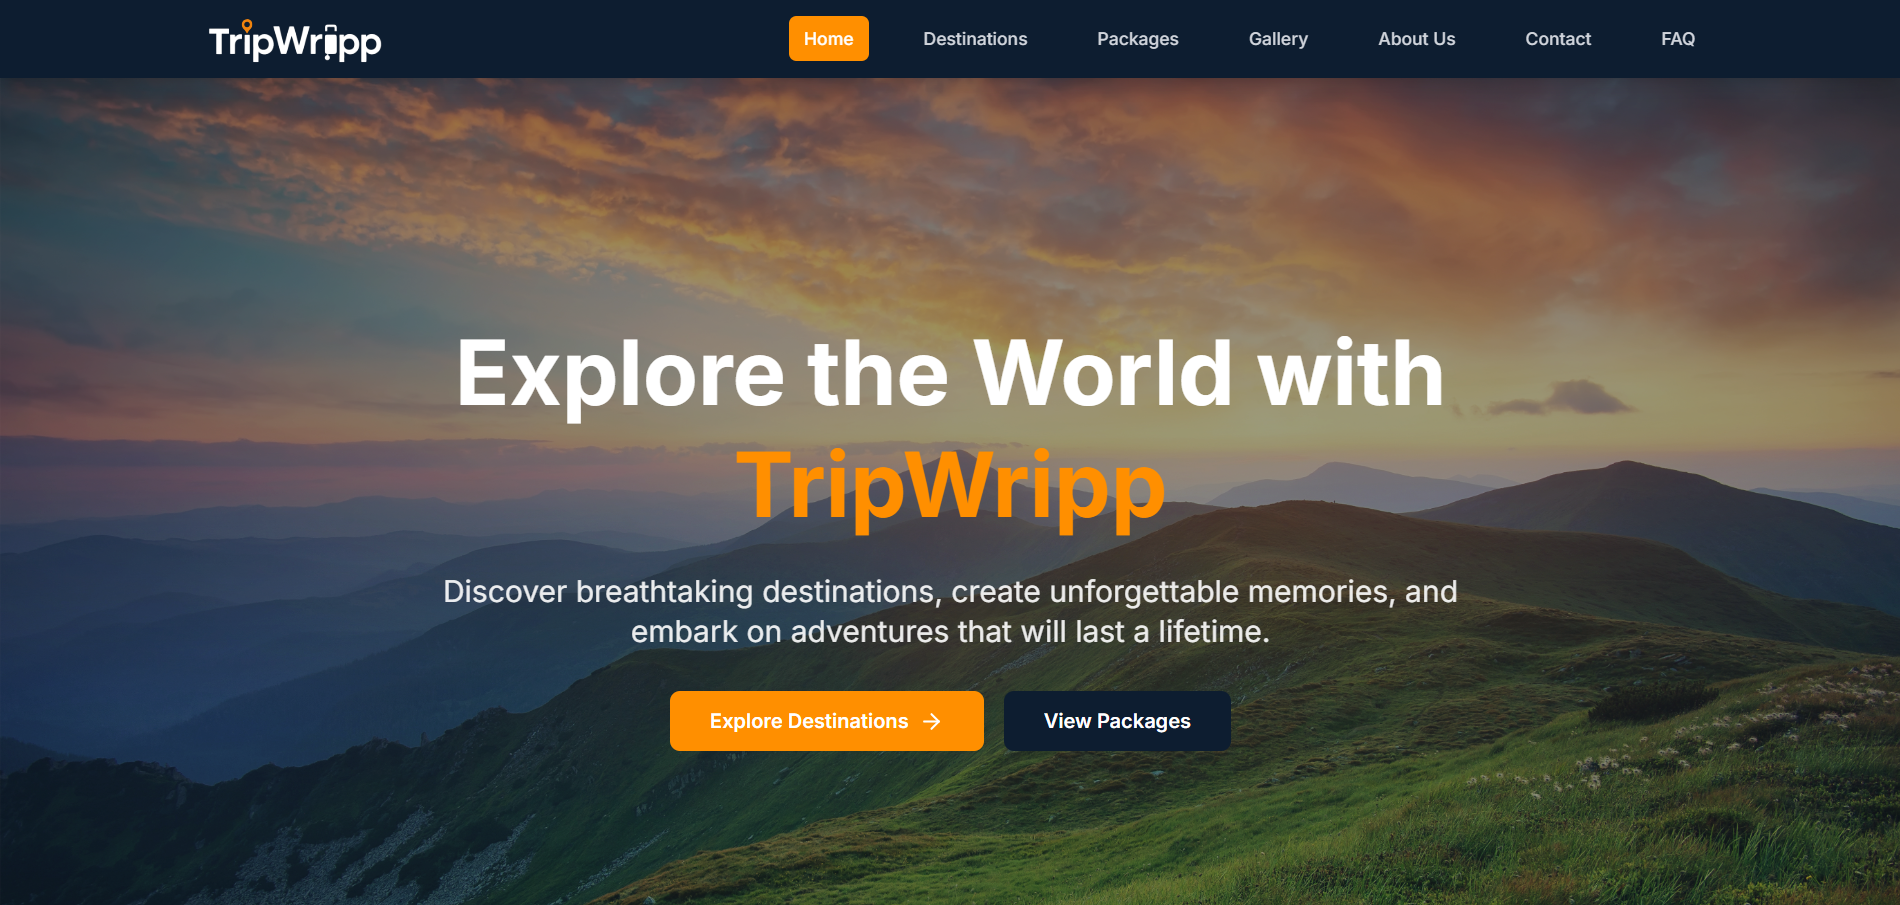 TripWripp
Home
Destinations
Packages
Gallery
About Us
Contact
FAQ
Explore the World with
TripWripp
Discover breathtaking destinations, create unforgettable memories, and
embark on adventures that will last a lifetime.
Explore Destinations →
View Packages